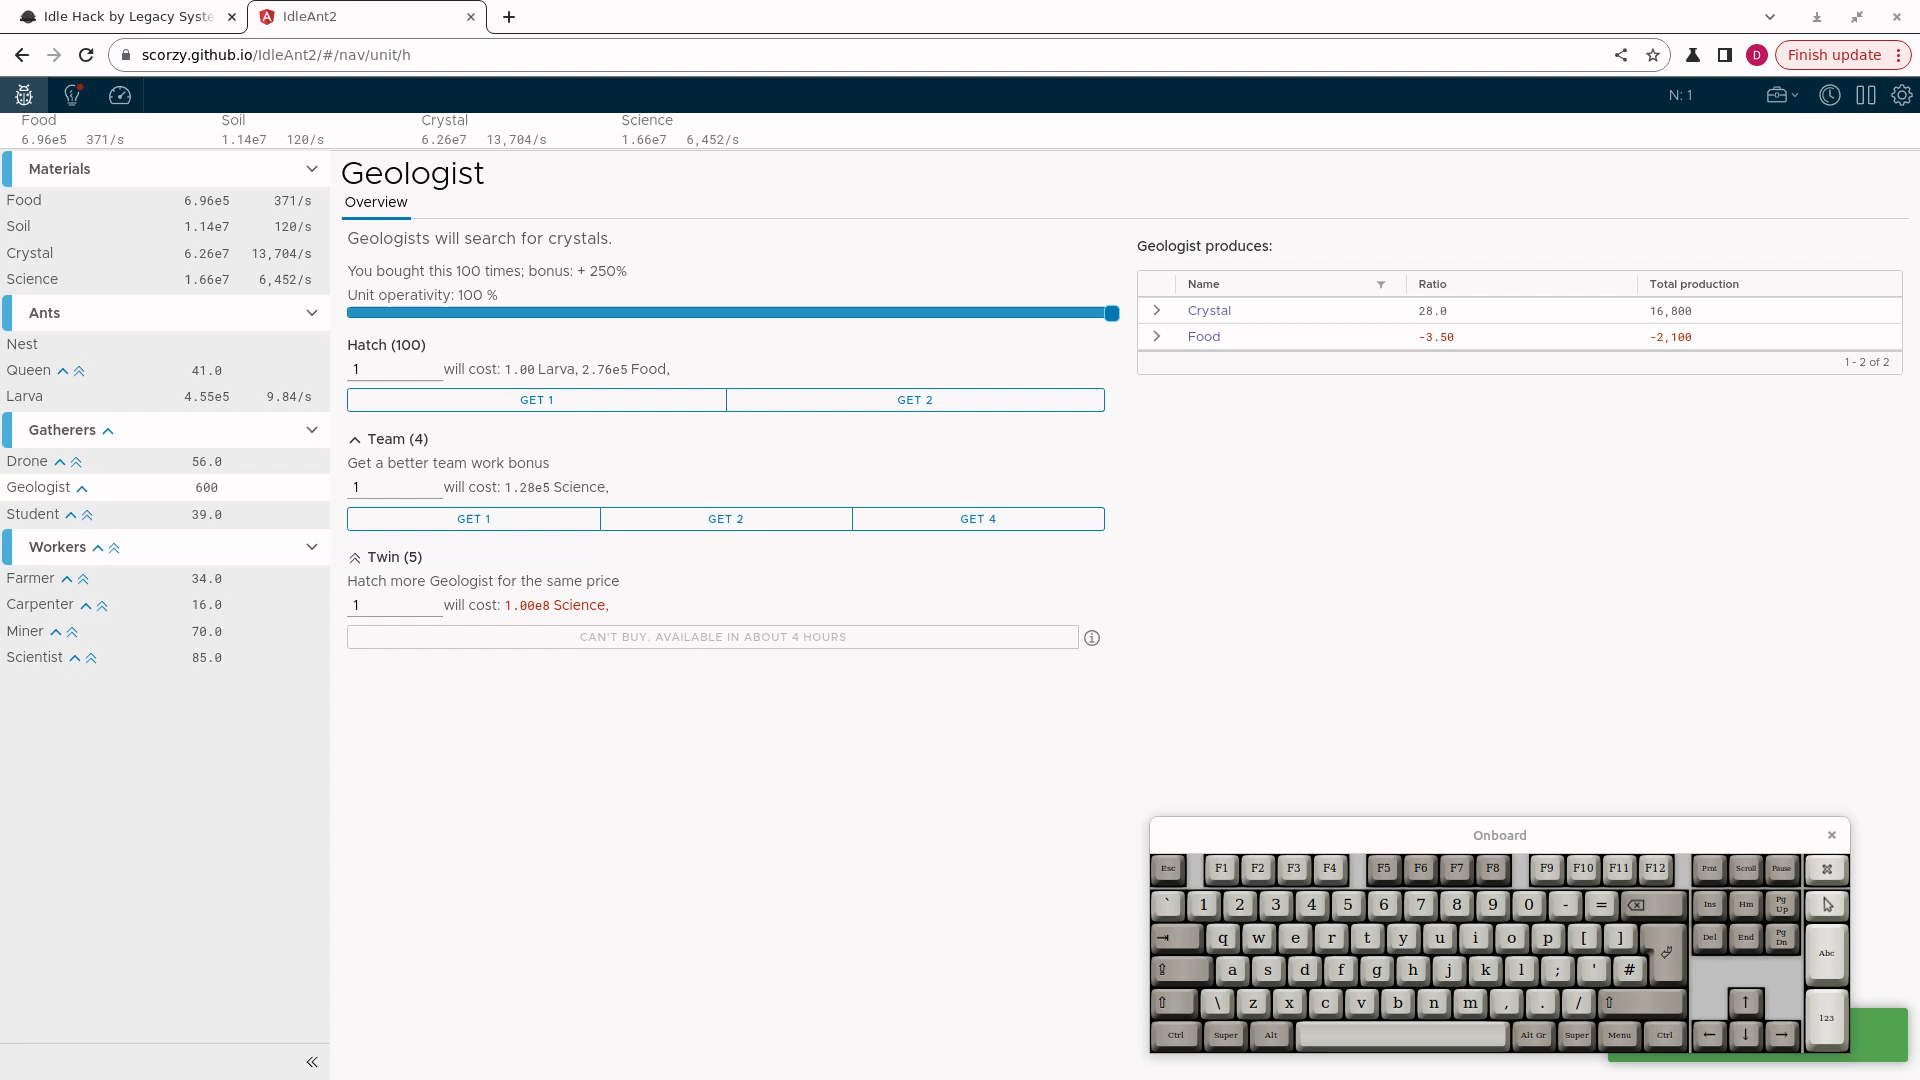 Idle Hack by Legacy Syste
IdleAnt2
scorzy.github.io/IdleAnt2/#/nav/unit/h
D
Finish update
N: 1
Food Soil Crystal Science
6.96e5 371/s 1.14e7 120/s 6.26e7 13,704/s 1.66e7 6,452/s
Materials
Food 6.96e5 371/s
Soil 1.14e7 120/s
Crystal 6.26e7 13,704/s
Science 1.66e7 6,452/s
Ants
Nest
Queen 41.0
Larva 4.55e5 9.84/s
Gatherers
Drone 56.0
Geologist 600
Student 39.0
Workers
Farmer 34.0
Carpenter 16.0
Miner 70.0
Scientist 85.0
Geologist
Overview
Geologists will search for crystals.
You bought this 100 times; bonus: + 250%
Unit operativity: 100 %
Hatch (100)
1 will cost: 1.00 Larva, 2.76e5 Food,
GET 1 GET 2
Team (4)
Get a better team work bonus
1 will cost: 1.28e5 Science,
GET 1 GET 2 GET 4
Twin (5)
Hatch more Geologist for the same price
1 will cost: 1.00e8 Science,
CAN'T BUY. AVAILABLE IN ABOUT 4 HOURS
Geologist produces:
Name Ratio Total production
Crystal 28.0 16,800
Food -3.50 -2,100
1 - 2 of 2
Onboard
Esc F1 F2 F3 F4 F5 F6 F7 F8 F9 F10 F11 F12 Prnt Scroll Pause
` 1 2 3 4 5 6 7 8 9 0 - = Ins Hm Pg Up
q w e r t y u i o p [ ] Del End Pg Dn Abc
a s d f g h j k l ; ' #
\ z x c v b n m , . / 123
Ctrl Super Alt Alt Gr Super Menu Ctrl